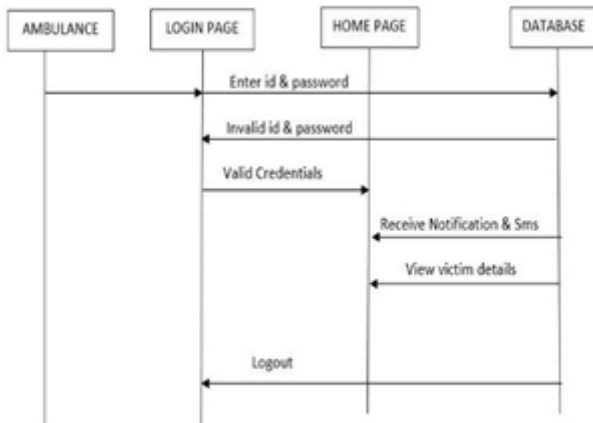 AMBULANCE
LOGIN PAGE
HOME PAGE
DATABASE
Enter id & password
Invalid id & password
Valid Credentials
Receive Notification & Sms
View victim details
Logout